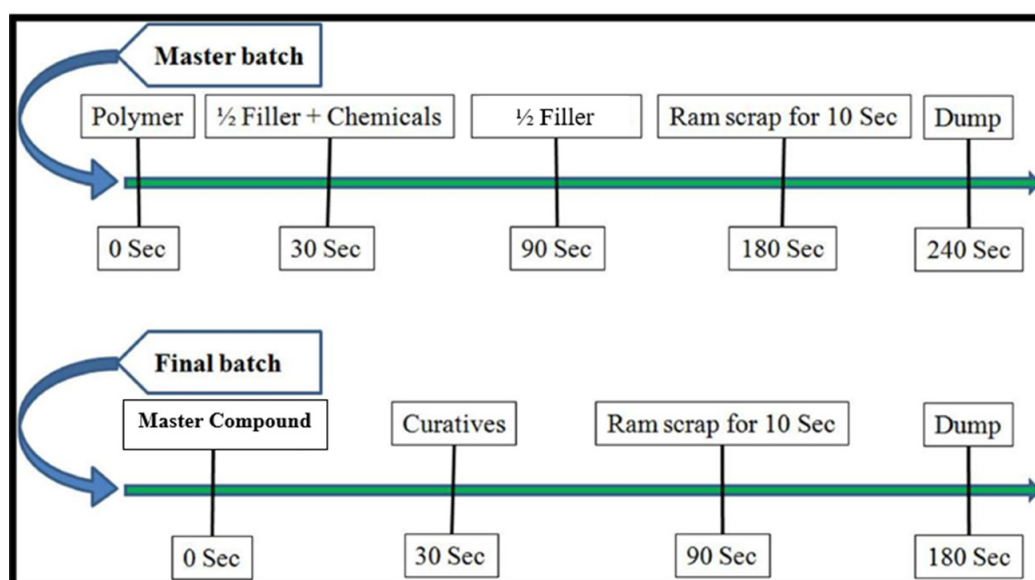 Master batch
Polymer
½ Filler + Chemicals
½ Filler
Ram scrap for 10 Sec
Dump
0 Sec
30 Sec
90 Sec
180 Sec
240 Sec
Final batch
Master Compound
Curatives
Ram scrap for 10 Sec
Dump
0 Sec
30 Sec
90 Sec
180 Sec